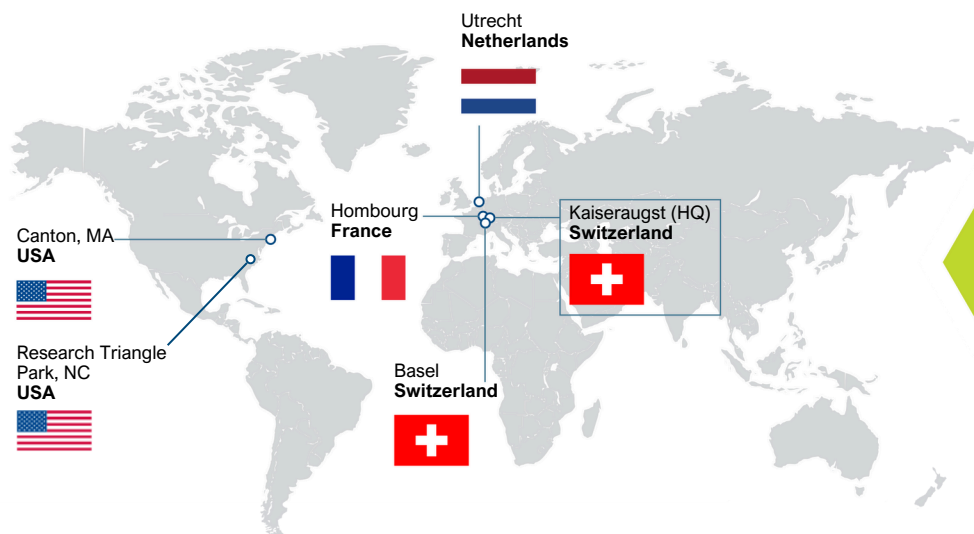 Utrecht
Netherlands
Hombourg
France
Kaiseraugst (HQ)
Switzerland
Canton, MA
USA
Research Triangle
Park, NC
USA
Basel
Switzerland